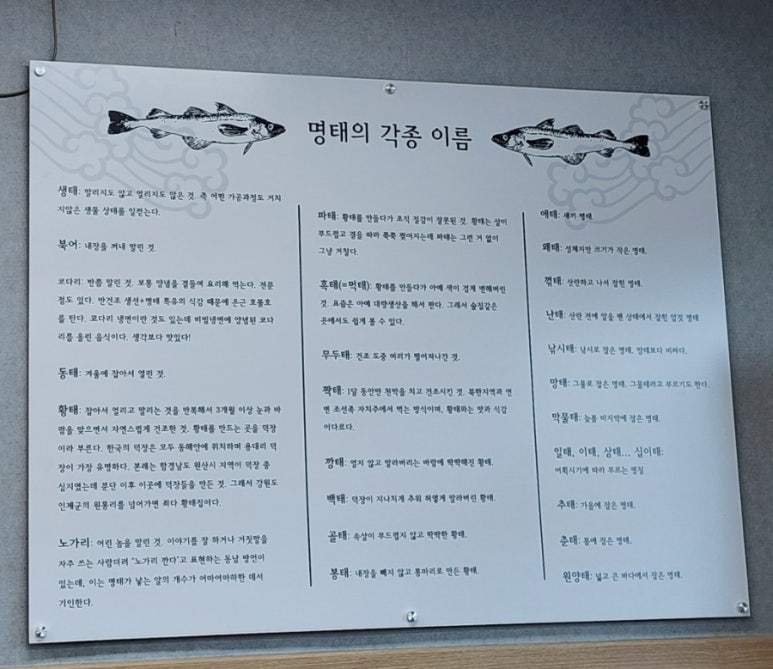 명태의 각종 이름
생태: 말리지도 않고 얼리지도 않은 것. 즉 어떤 가공과정도 거치
지않은 생물 상태를 일컫는다.
북어: 내장을 꺼내 말린 것.
코다리: 반쯤 말린 것. 보통 양념을 곁들여 요리해 먹는다. 전문
점도 있다. 반건조 생선+명태 특유의 식감 때문에 은근 호불호
를 탄다. 코다리 냉면이란 것도 있는데 비빔냉면에 양념된 코다
리를 올린 음식이다. 생각보다 맛있다!
동태: 겨울에 잡아서 얼린 것.
황태: 잡아서 얼리고 말리는 것을 반복해서 3개월 이상 눈과 바
람을 맞으면서 자연스럽게 건조한 것. 황태를 만드는 곳을 덕장
이라 부른다. 한국의 덕장은 모두 동해안에 위치하며 용대리 덕
장이 가장 유명하다. 본래는 함경남도 원산시 지역이 덕장 중
심지였는데 분단 이후 이곳에 덕장들을 만든 것. 그래서 강원도
인제군의 원통리를 넘어가면 죄다 황태집이다.
노가리: 어린 놈을 말린 것. 이야기를 잘 하거나 거짓말을
자주 쓰는 사람더러 '노가리 깐다'고 표현하는 동남 방언이
있는데, 이는 명태가 낳는 알의 개수가 어마어마하한 데서
기인한다.
파태: 황태를 만들다가 조직 질감이 잘못된 것. 황태는 살이
부드럽고 결을 따라 쭉쭉 찢어지는데 파태는 그런 거 없이
그냥 거칠다.
흑태(=먹태): 황태를 만들다가 아예 색이 검게 변해버린
것. 요즘은 아예 대량생산을 해서 판다. 그래서 술집같은
곳에서도 쉽게 볼 수 있다.
무두태: 건조 도중 머리가 떨어져나간 것.
짝태: 1달 동안만 천막을 치고 건조시킨 것. 북한지역과 연
변 조선족 자치주에서 먹는 방식이며, 황태와는 맛과 식감
이다르다.
깡태: 얼지 않고 말라버리는 바람에 딱딱해진 황태.
백태: 덕장이 지나치게 추워 하얗게 말라버린 황태.
골태: 속살이 부드럽지 않고 딱딱한 황태.
봉태: 내장을 빼지 않고 통마리로 만든 황태.
애태: 새끼 명태.
왜태: 성체지만 크기가 작은 명태.
꺾태: 산란하고 나서 잡힌 명태.
난태: 산란 전에 알을 밴 상태에서 잡힌 암컷 명태
낚시태: 낚시로 잡은 명태. 망태보다 비싸다.
망태: 그물로 잡은 명태. 그물태라고 부르기도 한다.
막물태: 늦봄 마지막에 잡은 명태.
일태, 이태, 삼태... 십이태:
어획시기에 따라 부르는 명칭
추태: 가을에 잡은 명태.
춘태: 봄에 잡은 명태.
원양태: 넓고 큰 바다에서 잡은 명태.